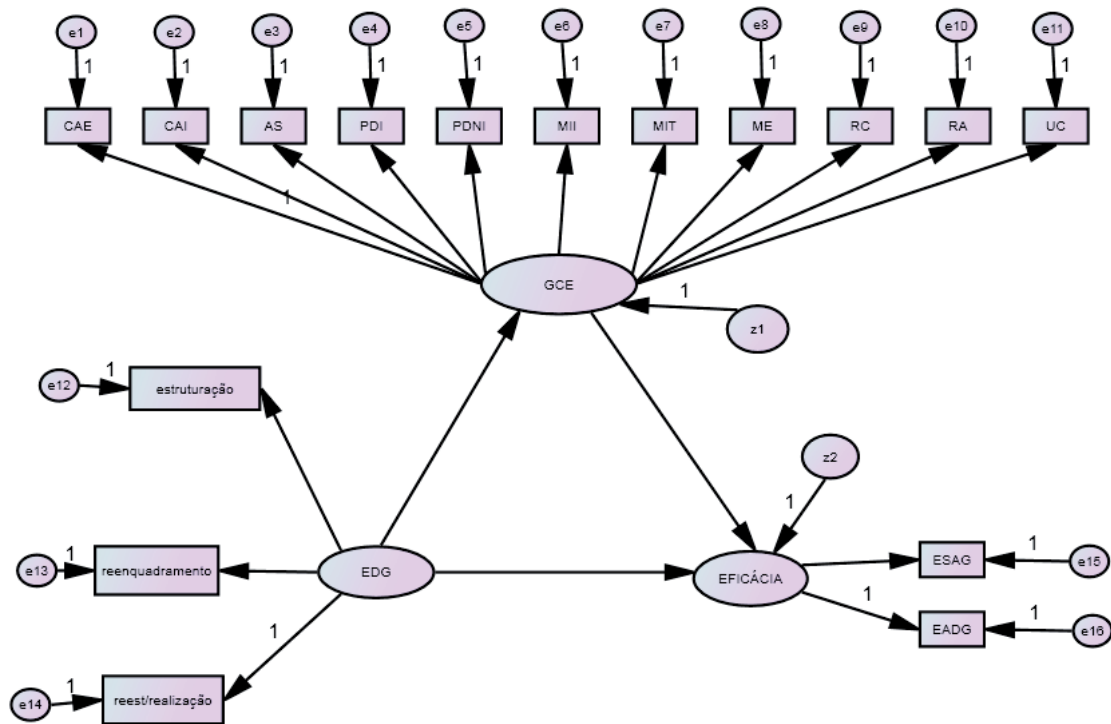 e1
e2
e3
e4
e5
e6
e7
e8
e9
e10
e11
1
1
1
1
1
1
1
1
1
1
1
CAE
CAI
AS
PDI
PDNI
MII
MIT
ME
RC
RA
UC
1
GCE
1
z1
1
e12
estruturação
z2
1
1
e13
reenquadramento
EDG
EFICÁCIA
ESAG
1
e15
1
1
EADG
1
e16
1
e14
reest/realização